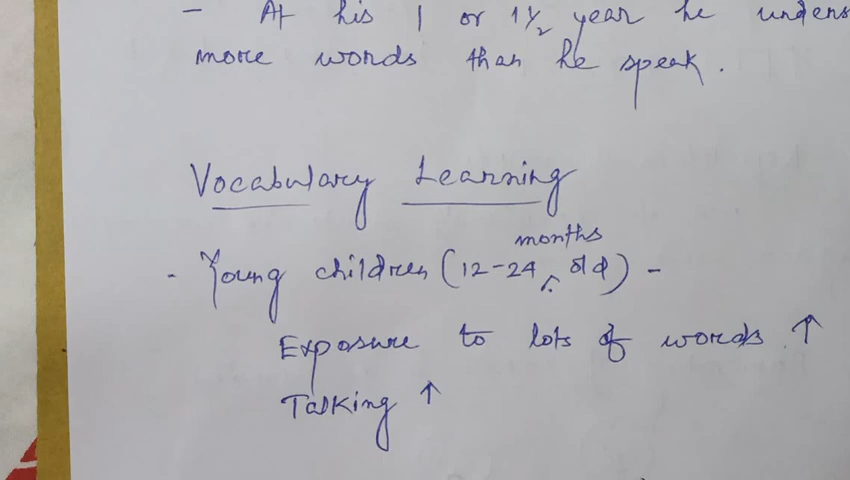 - At his 1 or 1½ year he unders
more words than he speak.
Vocabulary Learning
months
- Young children (12-24 old) -
Exposure to lots of words ↑
Talking ↑